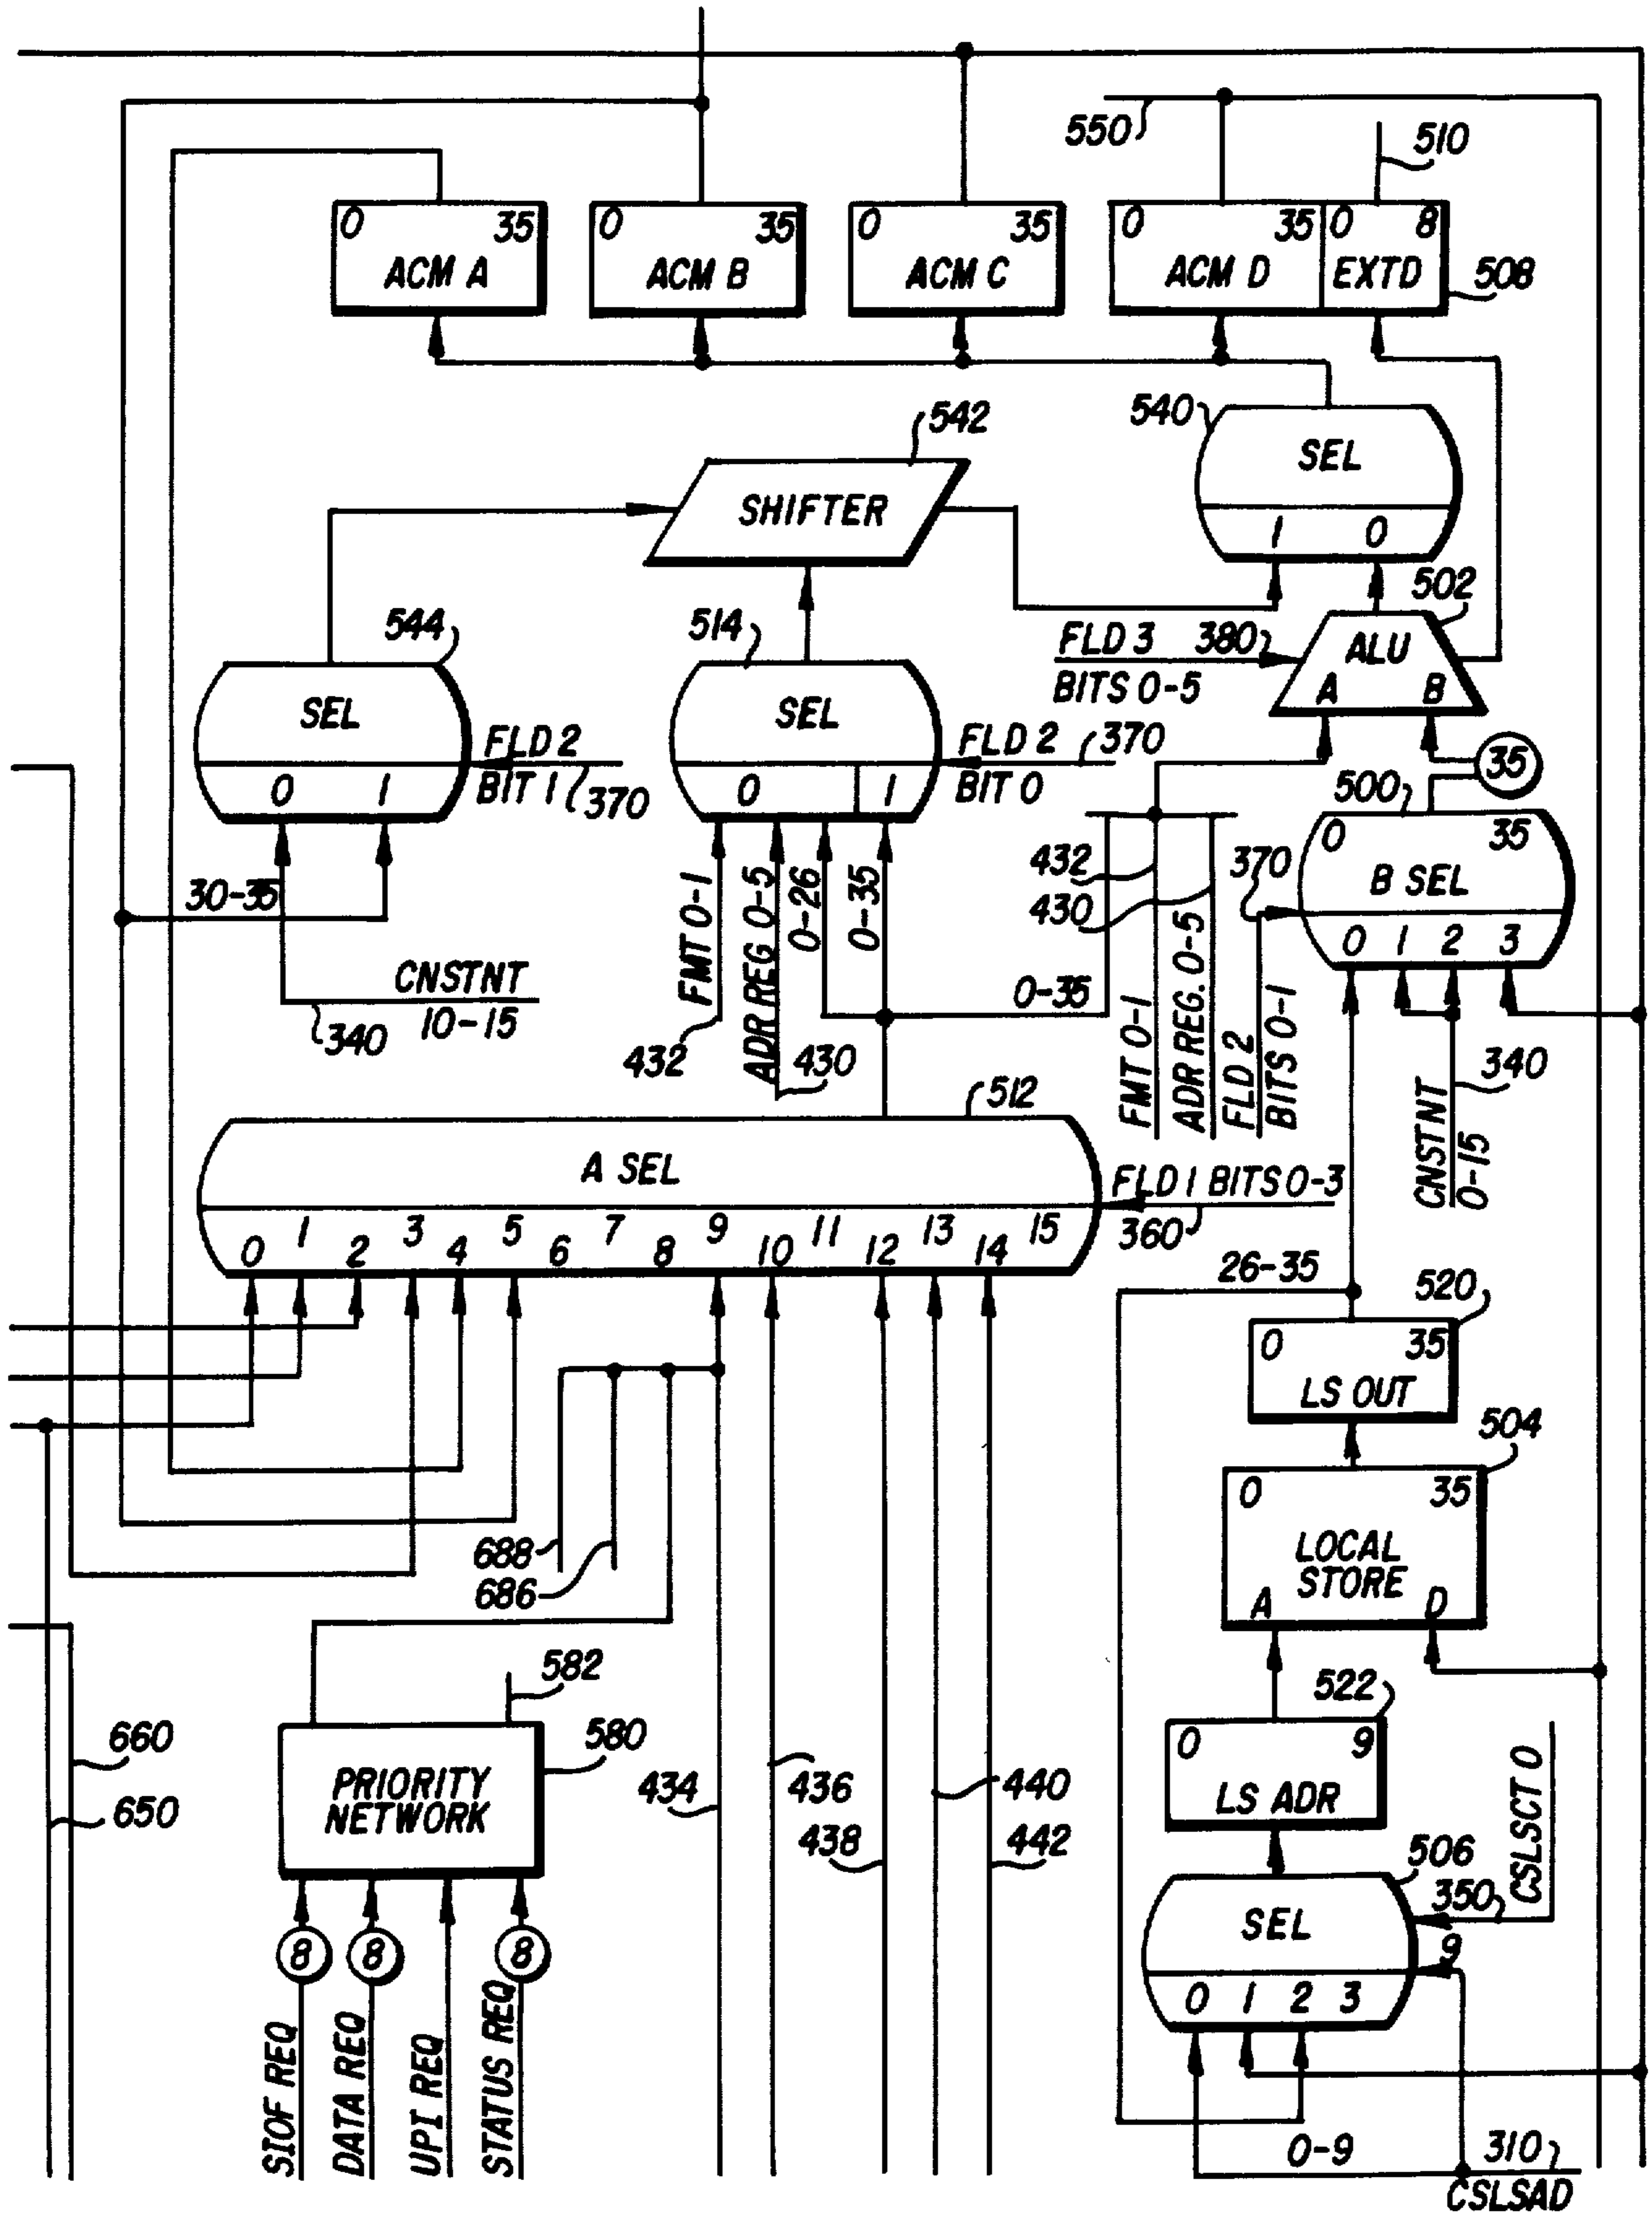 550
510
0 35
ACM A
0 35
ACM B
0 35
ACM C
0 35
ACM D
0 8
EXTD
508
542
SHIFTER
540
SEL
1 0
502
FLD 3 380
BITS 0-5
ALU
A B
544
SEL
0 1
FLD 2
BIT 1 370
514
SEL
0 1
FLD 2 370
BIT 0
35
500
0 35
B SEL
0 1 2 3
370
432
430
30-35
CNSTNT
10-15
340
FMT 0-1
432
ADR REG 0-5
430
0-26
0-35
0-35
FMT 0-1
ADR REG. 0-5
FLD 2
BITS 0-1
340
CNSTNT
0-15
512
A SEL
0 1 2 3 4 5 6 7 8 9 10 11 12 13 14 15
FLD 1 BITS 0-3
360
26-35
520
0 35
LS OUT
504
0 35
LOCAL
STORE
A D
688
686
582
580
PRIORITY
NETWORK
660
650
434
436
438
440
442
522
0 9
LS ADR
CSLSCT 0
506
350
SEL
9
0 1 2 3
8
8
8
SIOF REQ
DATA REQ
UPI REQ
STATUS REQ
0-9
310
CSLSAD